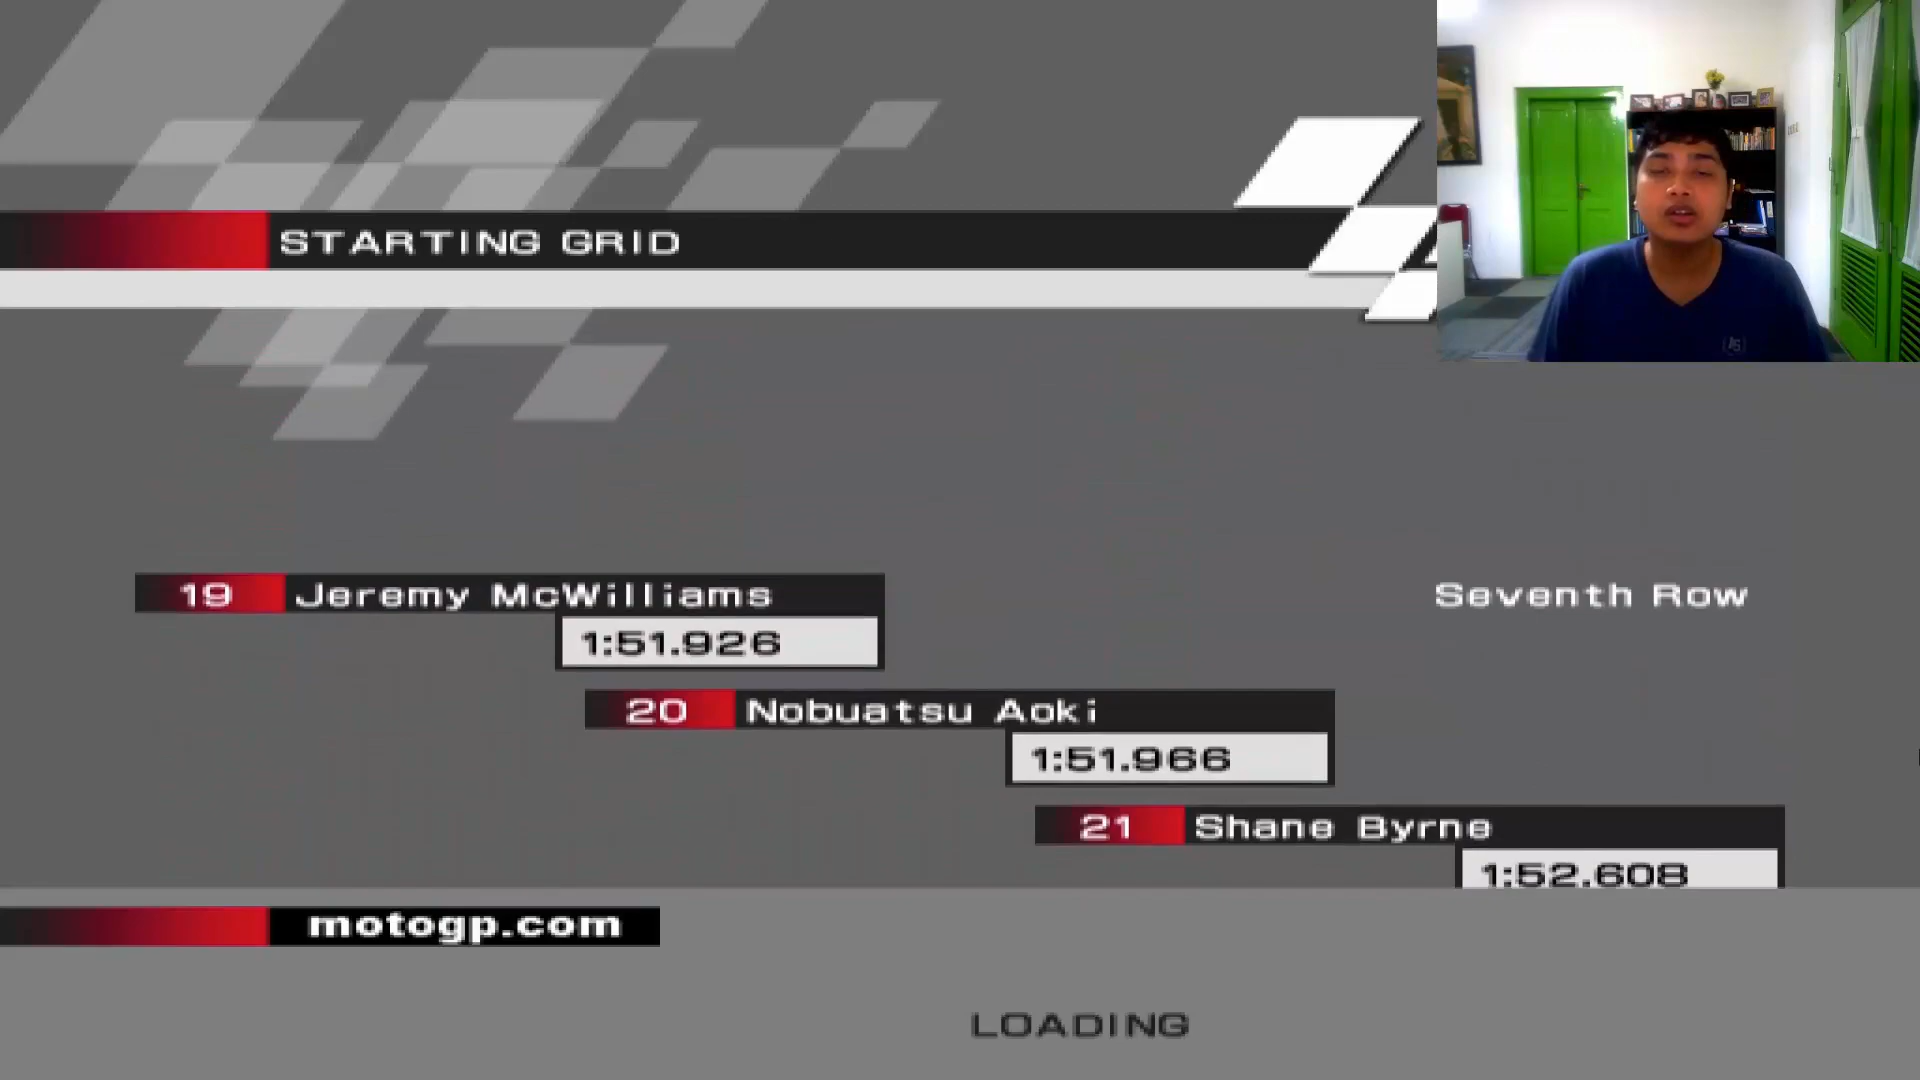 STARTING GRID
19 Jeremy McWilliams
Seventh Row
1:51.926
20 Nobuatsu Aoki
1:51.966
21 Shane Byrne
1:52.608
motogp.com
LOADING